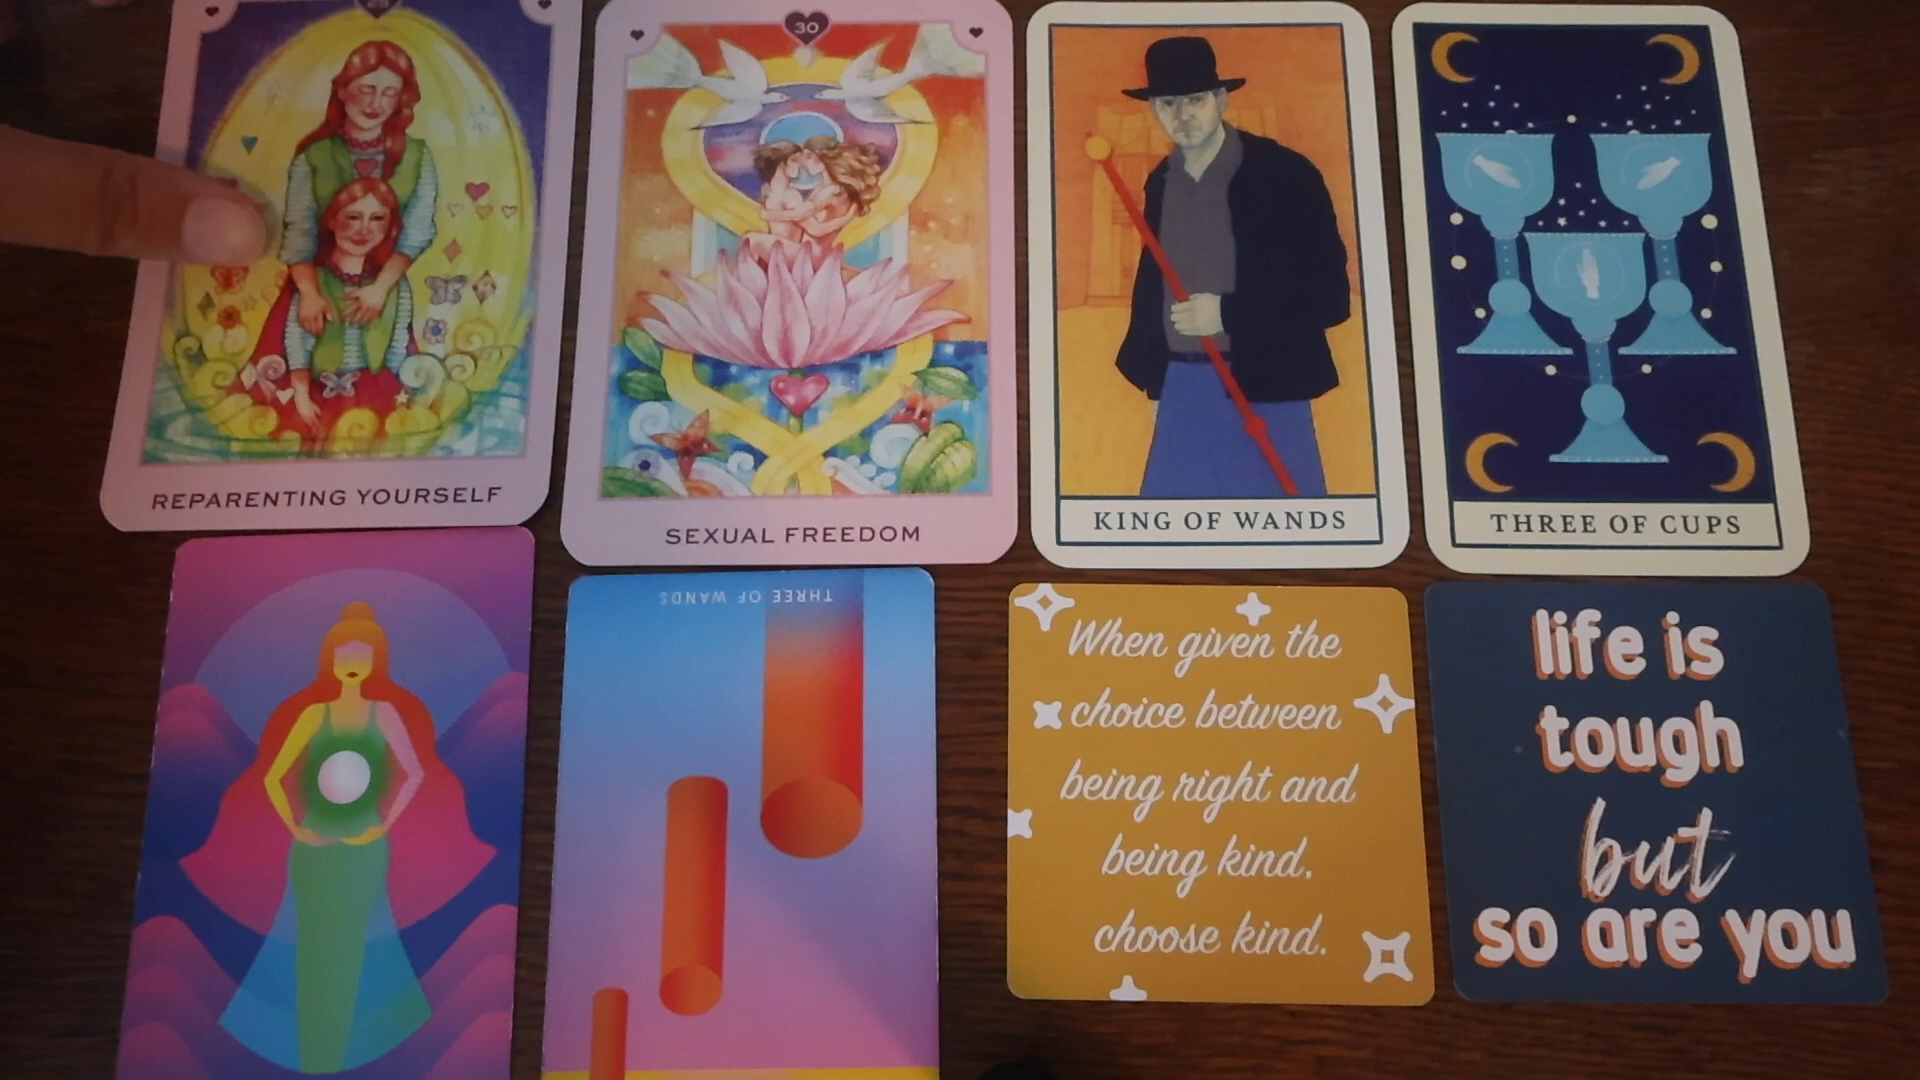 25
REPARENTING YOURSELF
30
SEXUAL FREEDOM
KING OF WANDS
THREE OF CUPS
THREE OF WANDS
When given the
choice between
being right and
being kind.
choose kind.
life is
tough
but
so are you